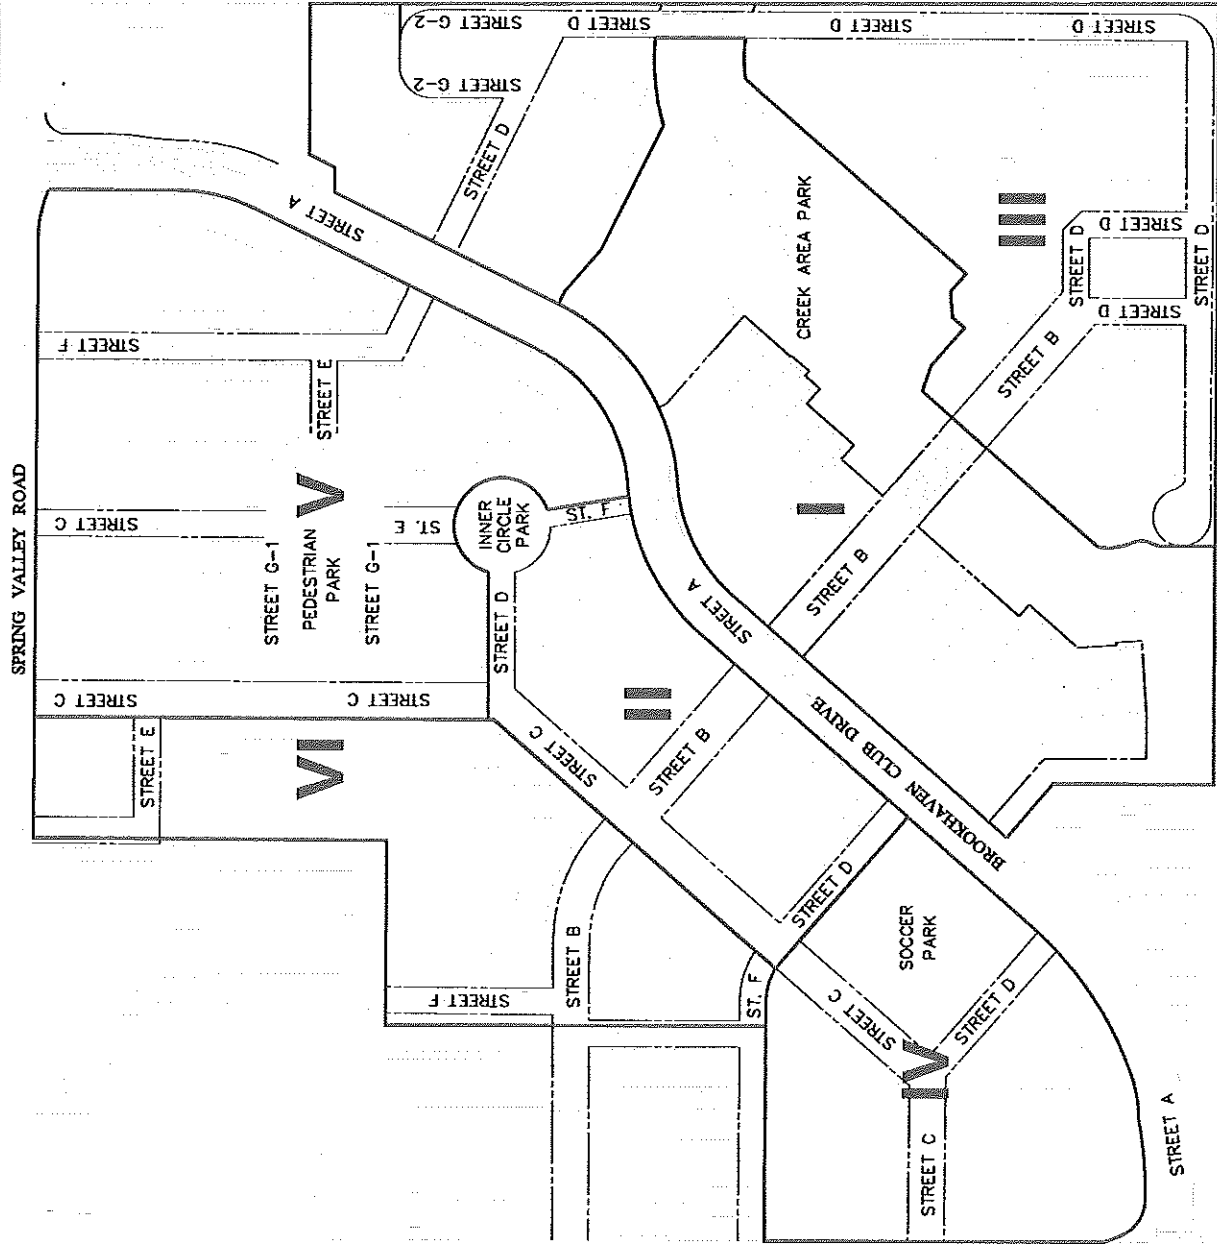 STREET G-2
STREET D
STREET D
STREET D
STREET G-2
STREET D
STREET A
CREEK AREA PARK
III
STREET D
STREET D
STREET D
STREET D
STREET F
STREET E
STREET B
SPRING VALLEY ROAD
STREET C
STREET G-1
PEDESTRIAN
PARK
V
STREET G-1
ST. E
INNER
CIRCLE
PARK
ST. F
I
STREET B
STREET A
STREET D
STREET C
STREET C
II
STREET E
VI
STREET C
STREET B
BROOKHAVEN CLUB DRIVE
STREET D
SOCCER
PARK
STREET B
STREET F
ST. F
STREET C
STREET D
IV
STREET C
STREET A